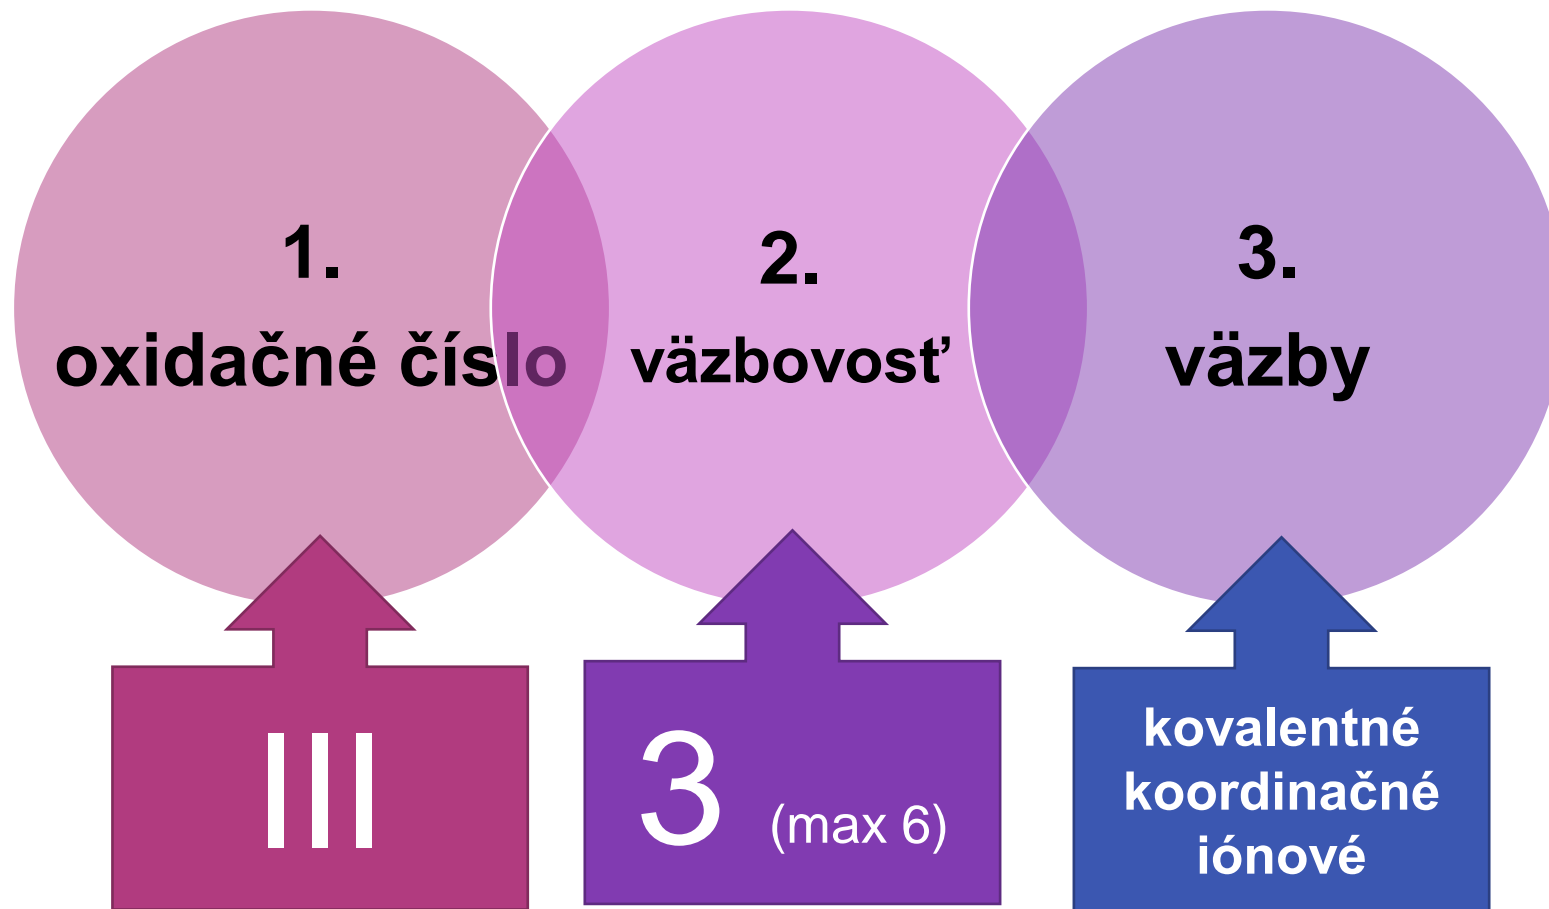 1.
oxidačné číslo
2.
väzbovosť
3.
väzby
III
3 (max 6)
kovalentné
koordinačné
iónové